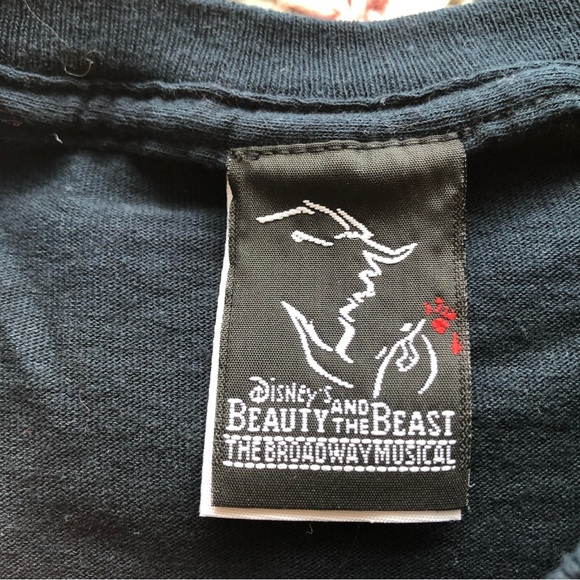 Disney's
BEAUTY AND THE BEAST
THE BROADWAY MUSICAL